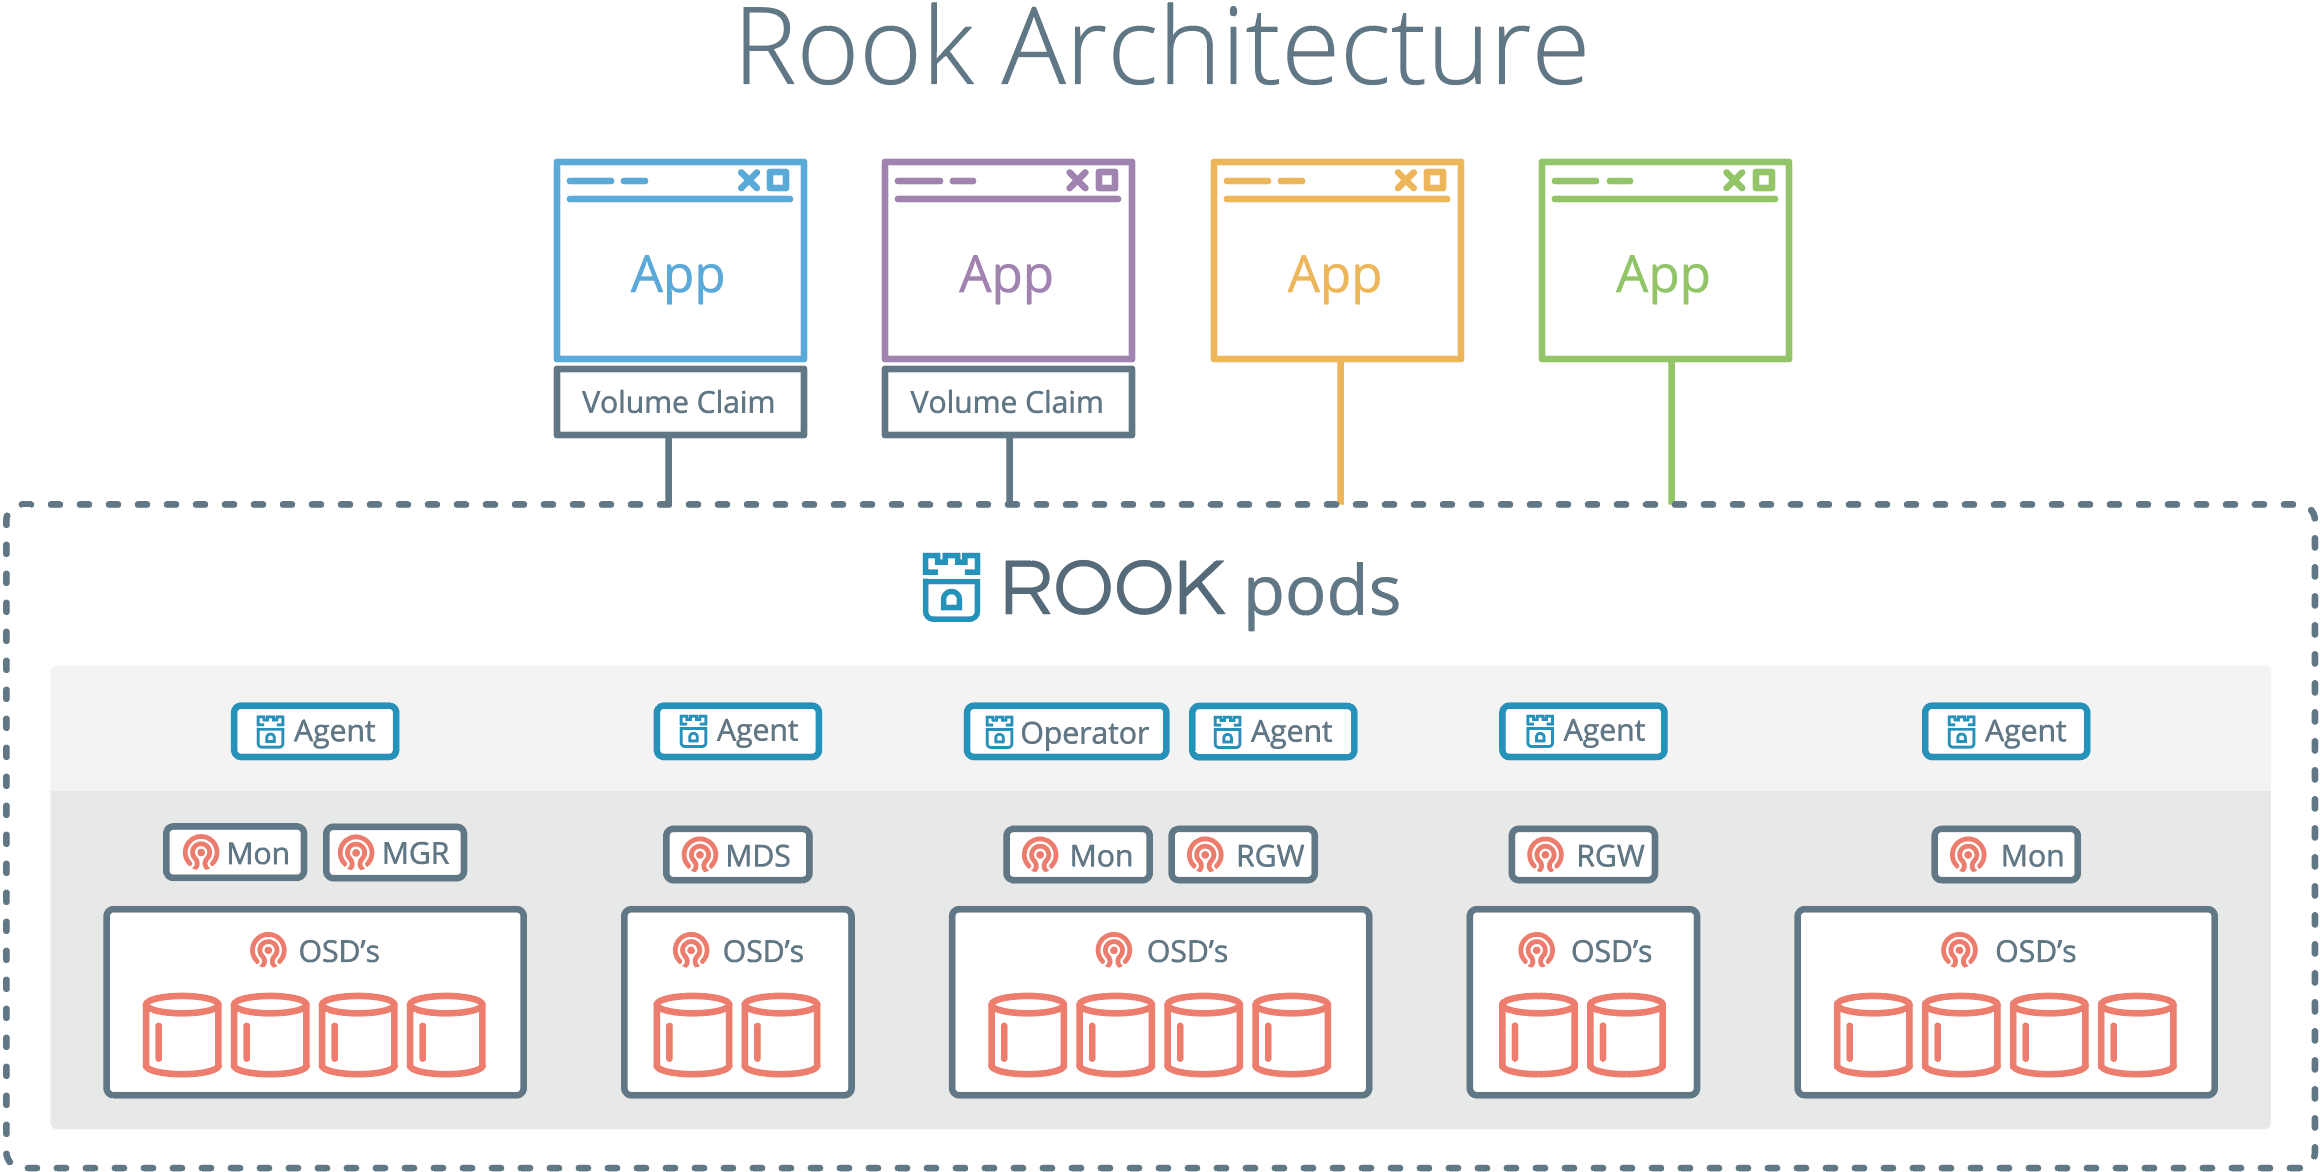 Rook Architecture
App
App
App
App
Volume Claim
Volume Claim
ROOK pods
Agent
Agent
Operator
Agent
Agent
Agent
Mon
MGR
MDS
Mon
RGW
RGW
Mon
OSD’s
OSD’s
OSD’s
OSD’s
OSD’s